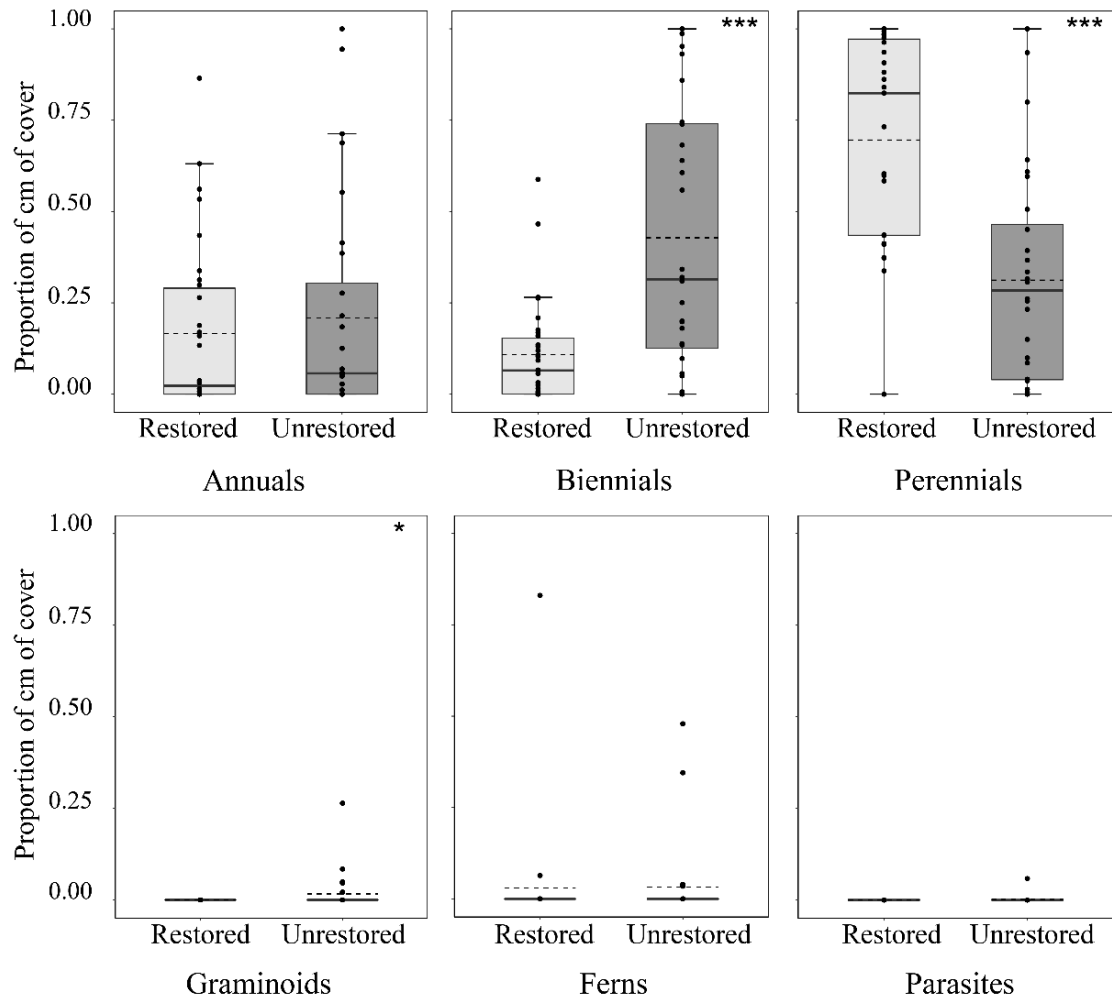 Proportion of cm of cover
1.00
0.75
0.50
0.25
0.00
***
***
Restored Unrestored
Restored Unrestored
Restored Unrestored
Annuals
Biennials
Perennials
Proportion of cm of cover
1.00
0.75
0.50
0.25
0.00
*
Restored Unrestored
Restored Unrestored
Restored Unrestored
Graminoids
Ferns
Parasites